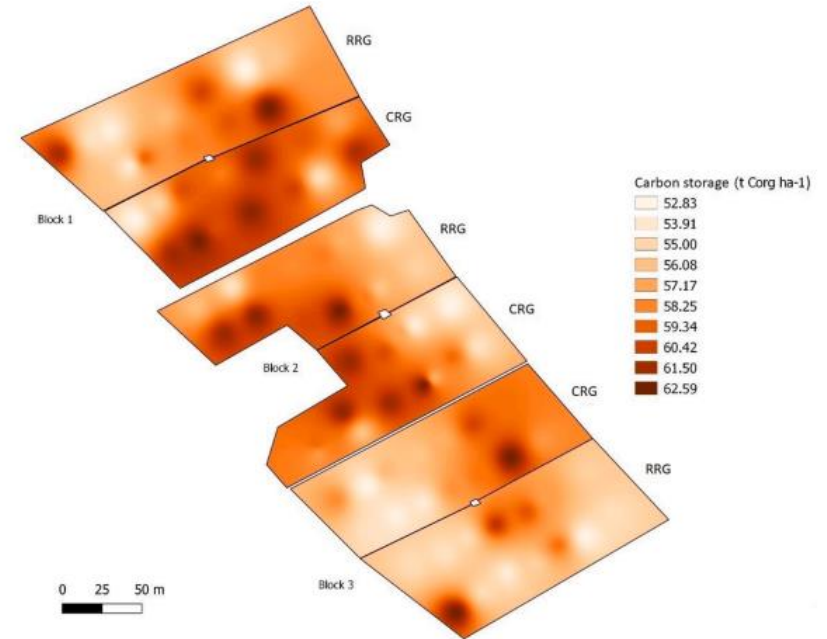 RRG
CRG
Block 1
RRG
CRG
Block 2
CRG
RRG
Block 3
Carbon storage (t Corg ha-1)
52.83
53.91
55.00
56.08
57.17
58.25
59.34
60.42
61.50
62.59
0 25 50 m